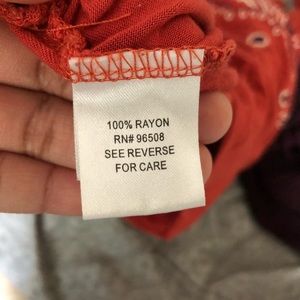 100% RAYON
RN# 96508
SEE REVERSE
FOR CARE